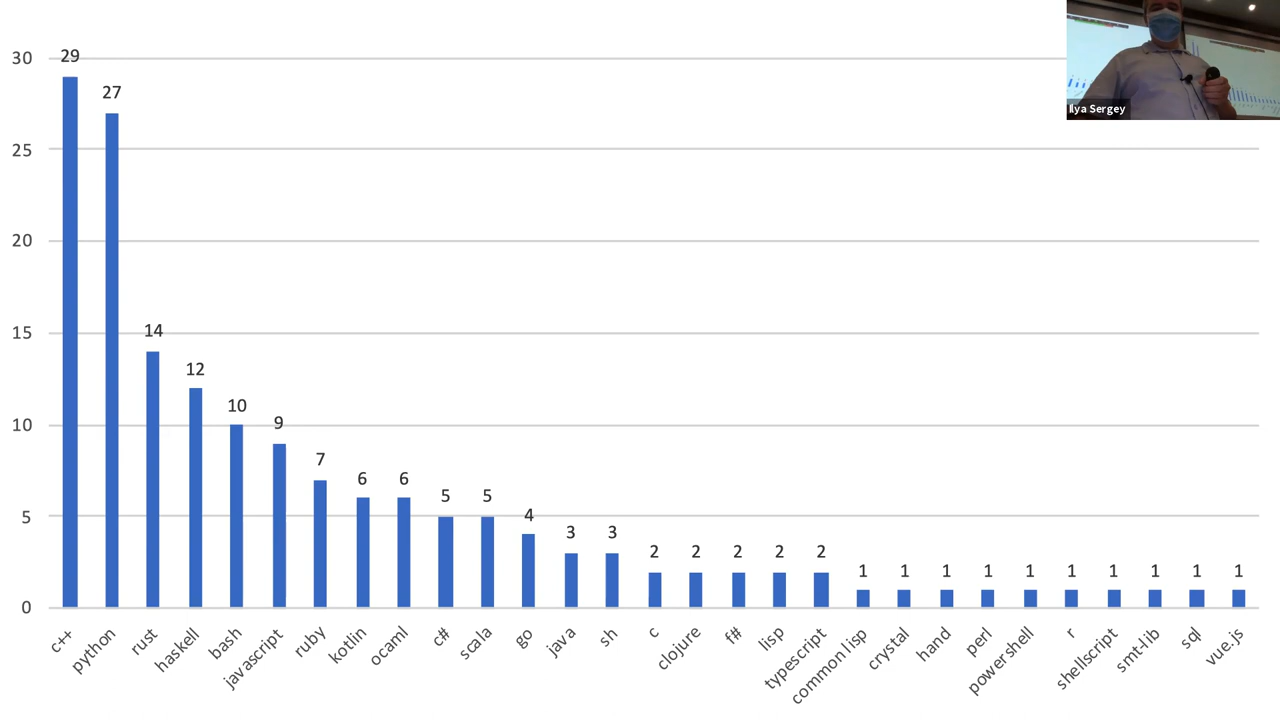 30
25
20
15
10
5
0
29
27
14
12
10
9
7
6
6
5
5
4
3
3
2
2
2
2
2
1
1
1
1
1
1
1
1
1
1
c++
python
rust
haskell
bash
javascript
ruby
kotlin
ocaml
c#
scala
go
java
sh
c
clojure
f#
lisp
typescript
common lisp
crystal
hand
perl
powershell
r
shellscript
smt-lib
sql
vue.js
Ilya Sergey